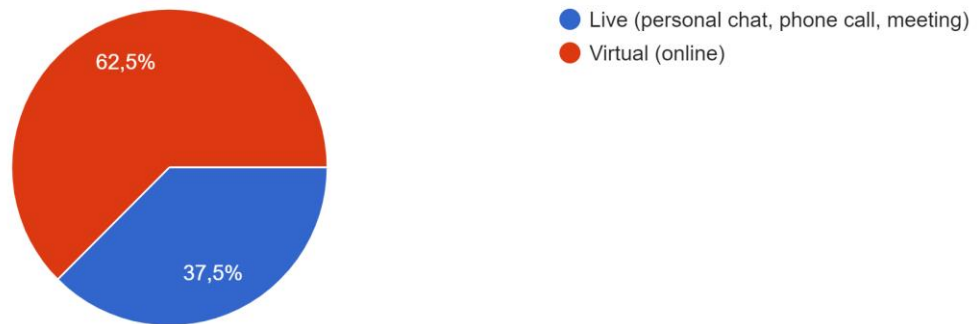 Live (personal chat, phone call, meeting)
Virtual (online)
62,5%
37,5%